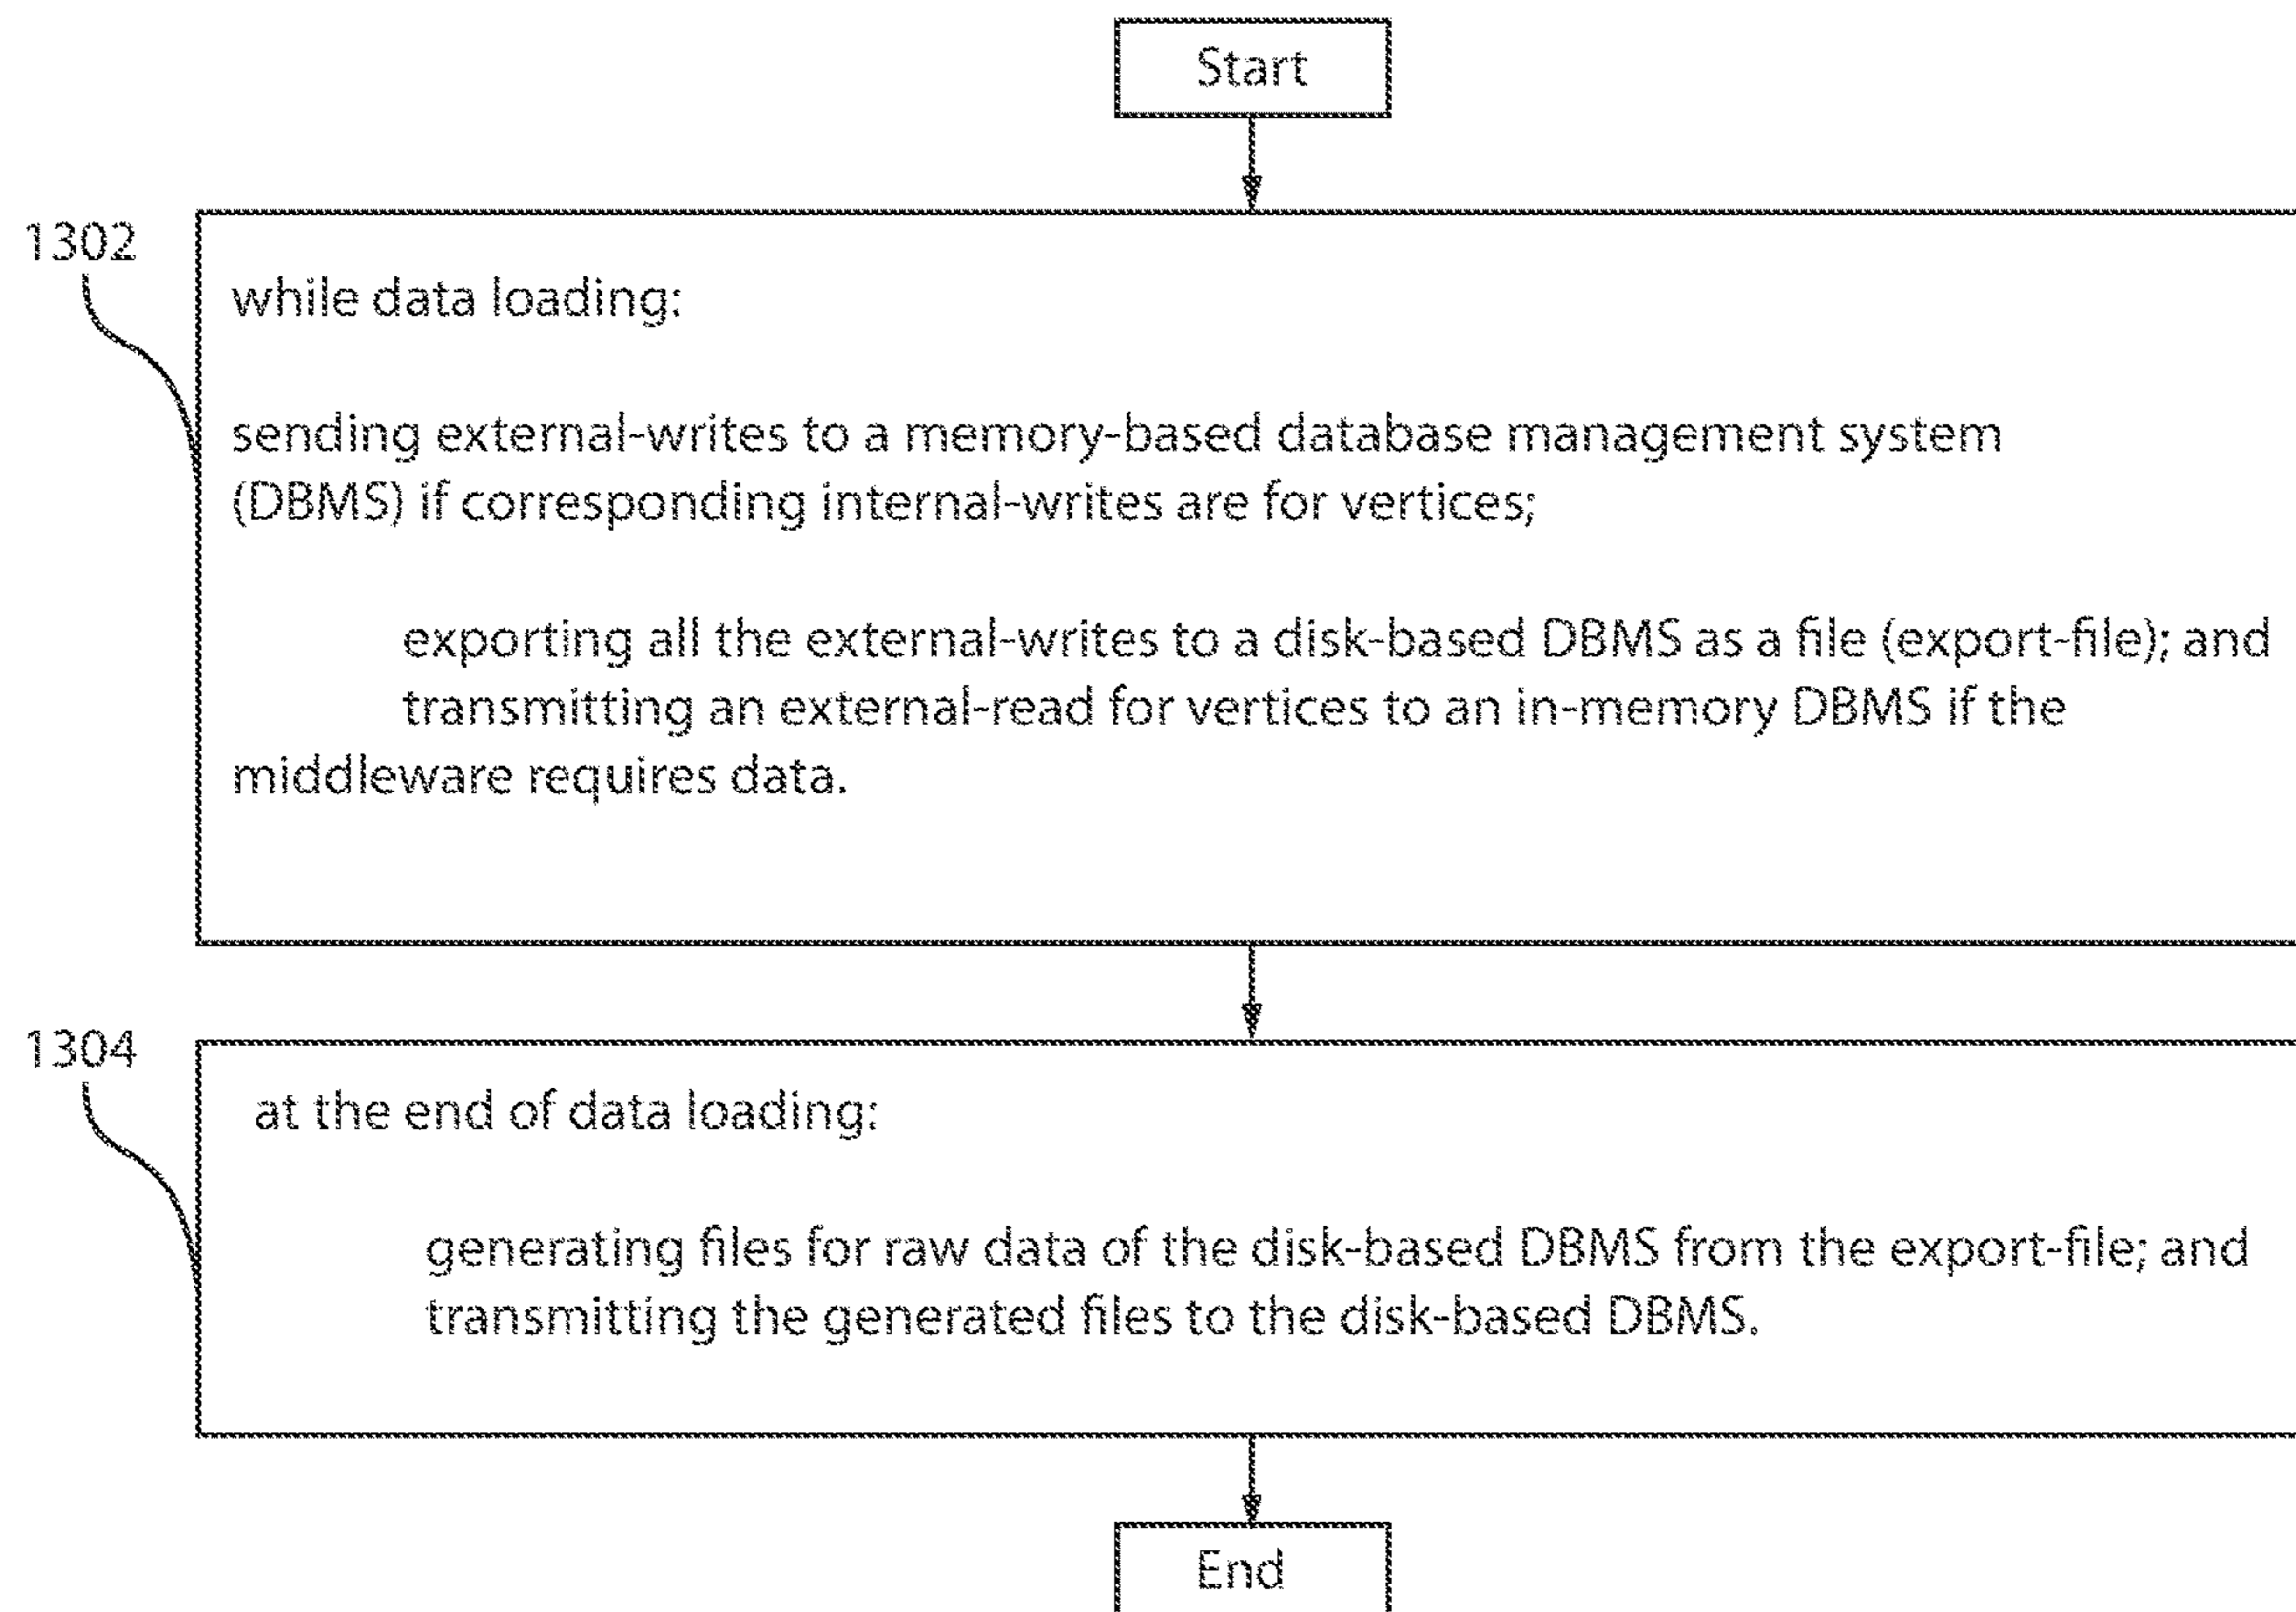 Start
1302
while data loading:
sending external-writes to a memory-based database management system
(DBMS) if corresponding internal-writes are for vertices;
exporting all the external-writes to a disk-based DBMS as a file (export-file); and
transmitting an external-read for vertices to an in-memory DBMS if the
middleware requires data.
1304
at the end of data loading:
generating files for raw data of the disk-based DBMS from the export-file; and
transmitting the generated files to the disk-based DBMS.
End